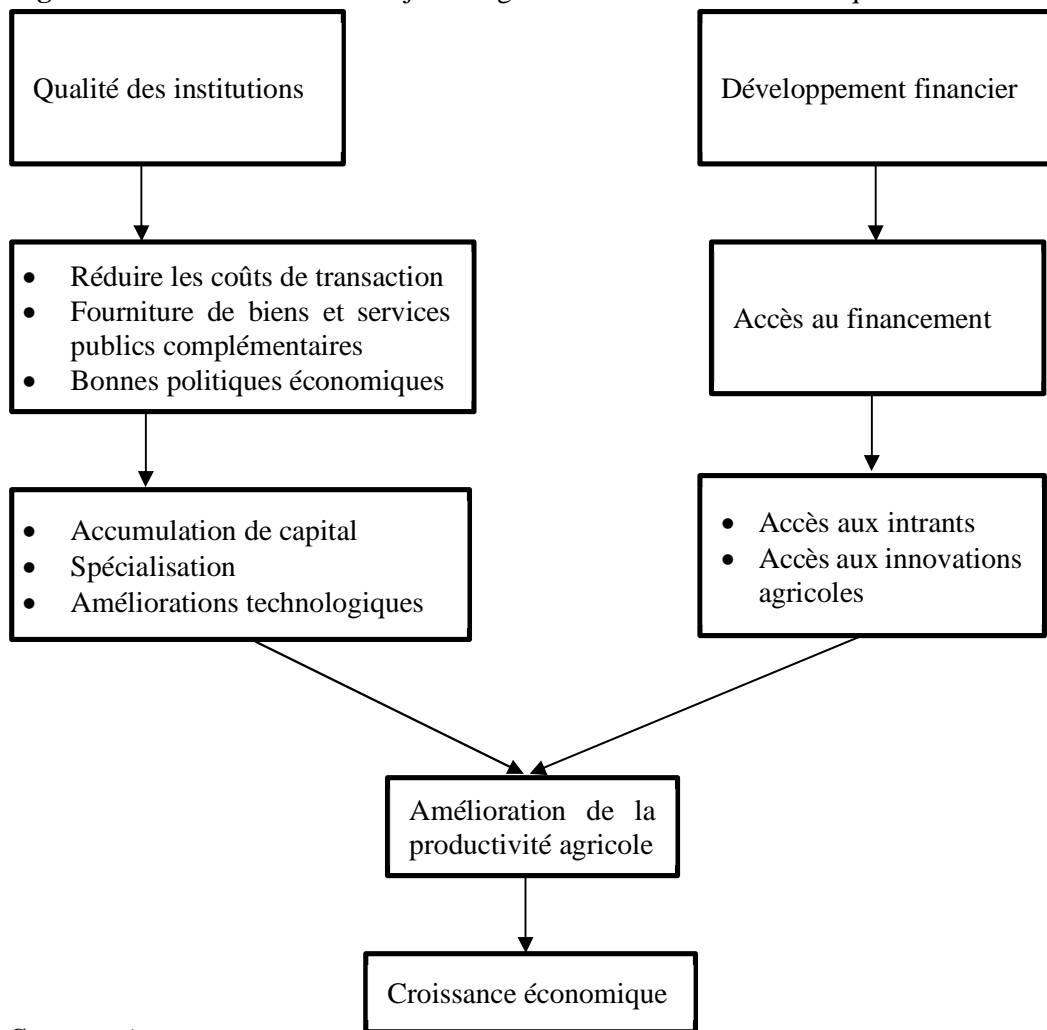 Qualité des institutions
Développement financier
• Réduire les coûts de transaction
• Fourniture de biens et services
publics complémentaires
• Bonnes politiques économiques
Accès au financement
• Accumulation de capital
• Spécialisation
• Améliorations technologiques
• Accès aux intrants
• Accès aux innovations
agricoles
Amélioration de la
productivité agricole
Croissance économique